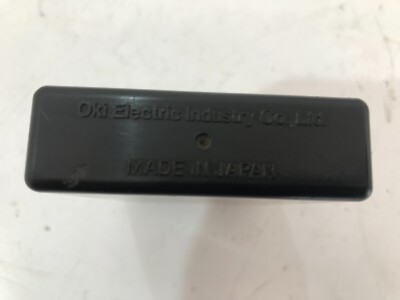 Oki Electric Industry Co.,Ltd.
MADE IN JAPAN